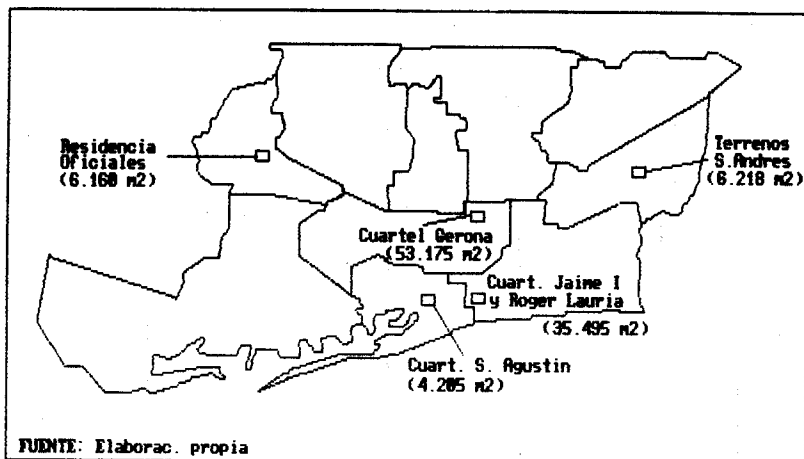 Residencia
Oficiales
(6.160 m2)
Terrenos
S.Andres
(6.218 m2)
Cuartel Gerona
(53.175 m2)
Cuart. Jaime I
y Roger Lauria
(35.495 m2)
Cuart. S. Agustin
(4.205 m2)
FUENTE: Elaborac. propia